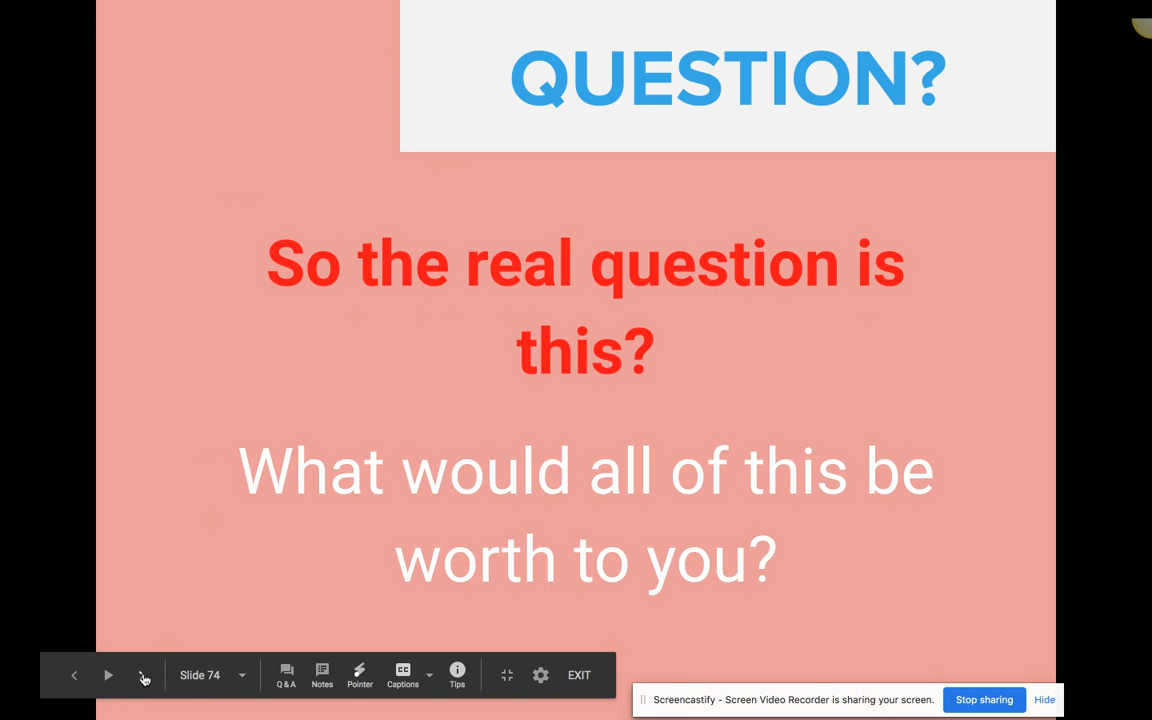 QUESTION?
So the real question is
this?
What would all of this be
worth to you?
Slide 74
Q & A
Notes
Pointer
CC
Captions
Tips
EXIT
Screencastify - Screen Video Recorder is sharing your screen.
Stop sharing
Hide